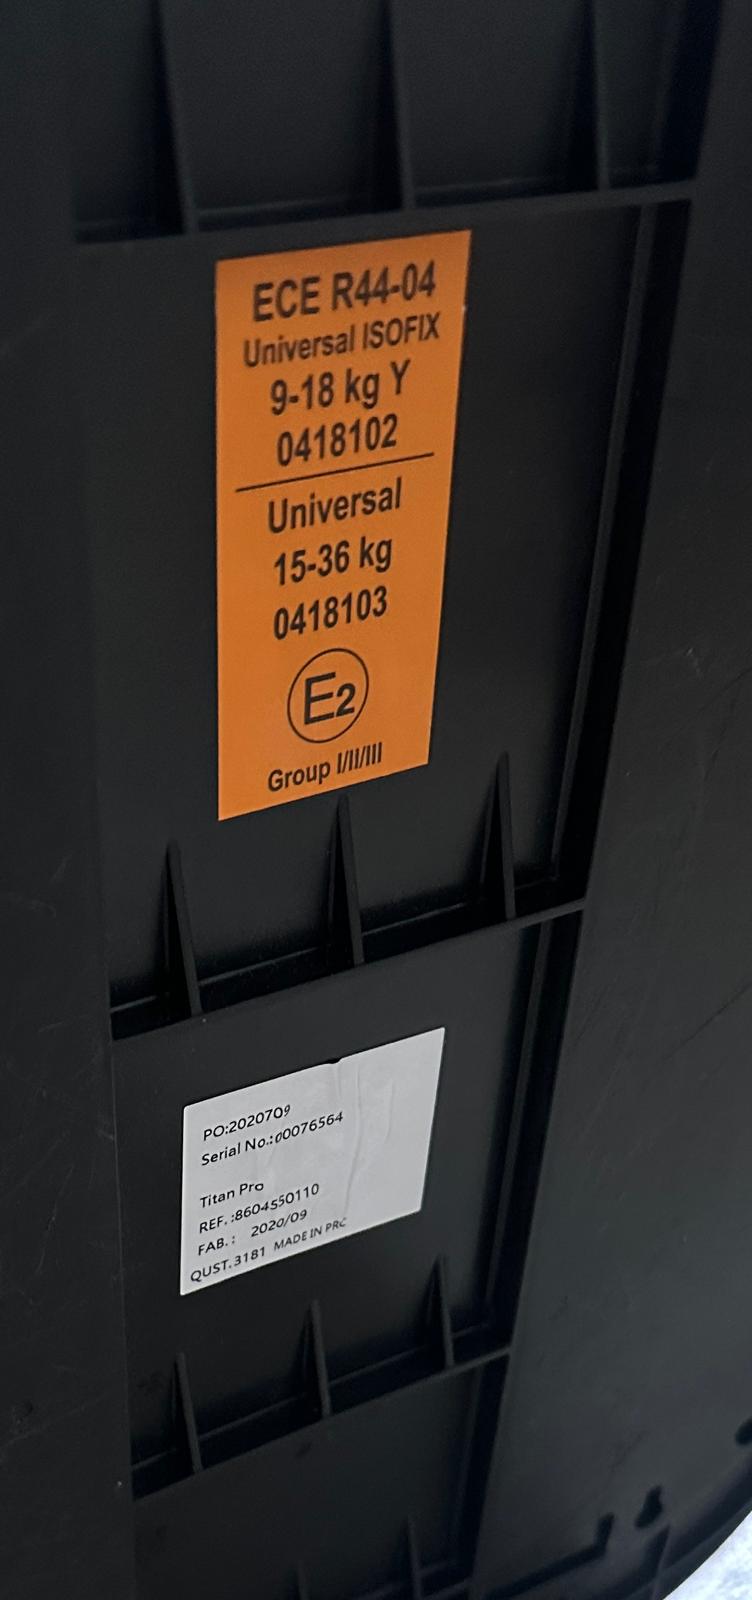 ECE R44-04
Universal ISOFIX
9-18 kg Y
0418102
Universal
15-36 kg
0418103
E2
Group I/II/III
PO:2020709
Serial No.:00076564
Titan Pro
REF.:8604550110
FAB.: 2020/09
QUST.3181 MADE IN PRC